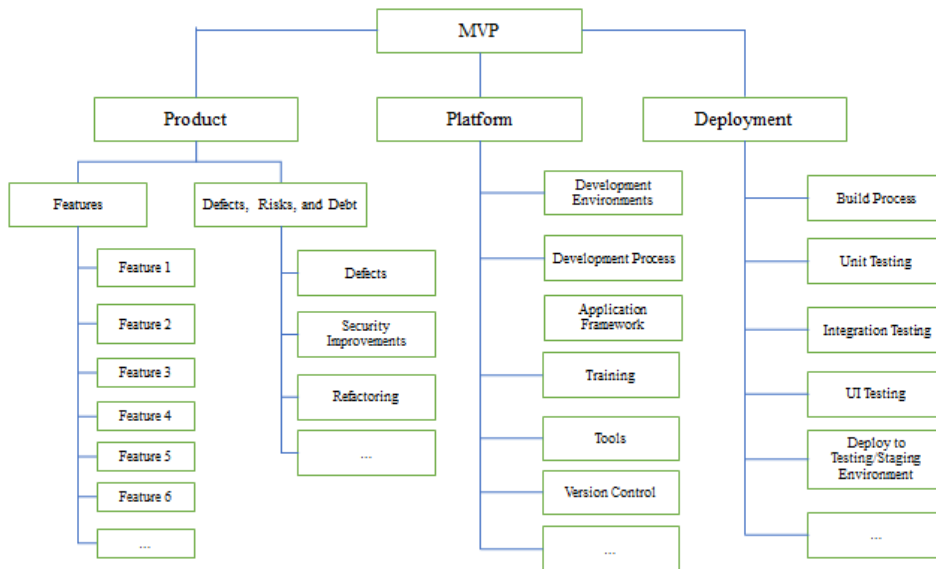 MVP
Product
Platform
Deployment
Features
Defects, Risks, and Debt
Feature 1
Feature 2
Feature 3
Feature 4
Feature 5
Feature 6
...
Defects
Security
Improvements
Refactoring
...
Development
Environments
Development Process
Application
Framework
Training
Tools
Version Control
...
Build Process
Unit Testing
Integration Testing
UI Testing
Deploy to
Testing/Staging
Environment
...